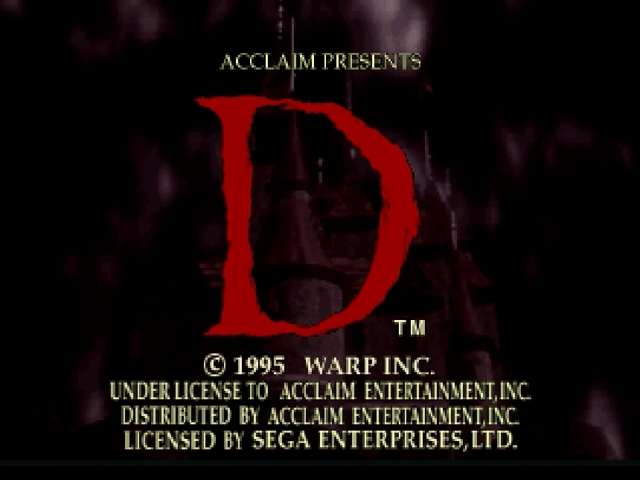 ACCLAIM PRESENTS
D
TM
© 1995 WARP INC.
UNDER LICENSE TO ACCLAIM ENTERTAINMENT, INC.
DISTRIBUTED BY ACCLAIM ENTERTAINMENT, INC.
LICENSED BY SEGA ENTERPRISES, LTD.